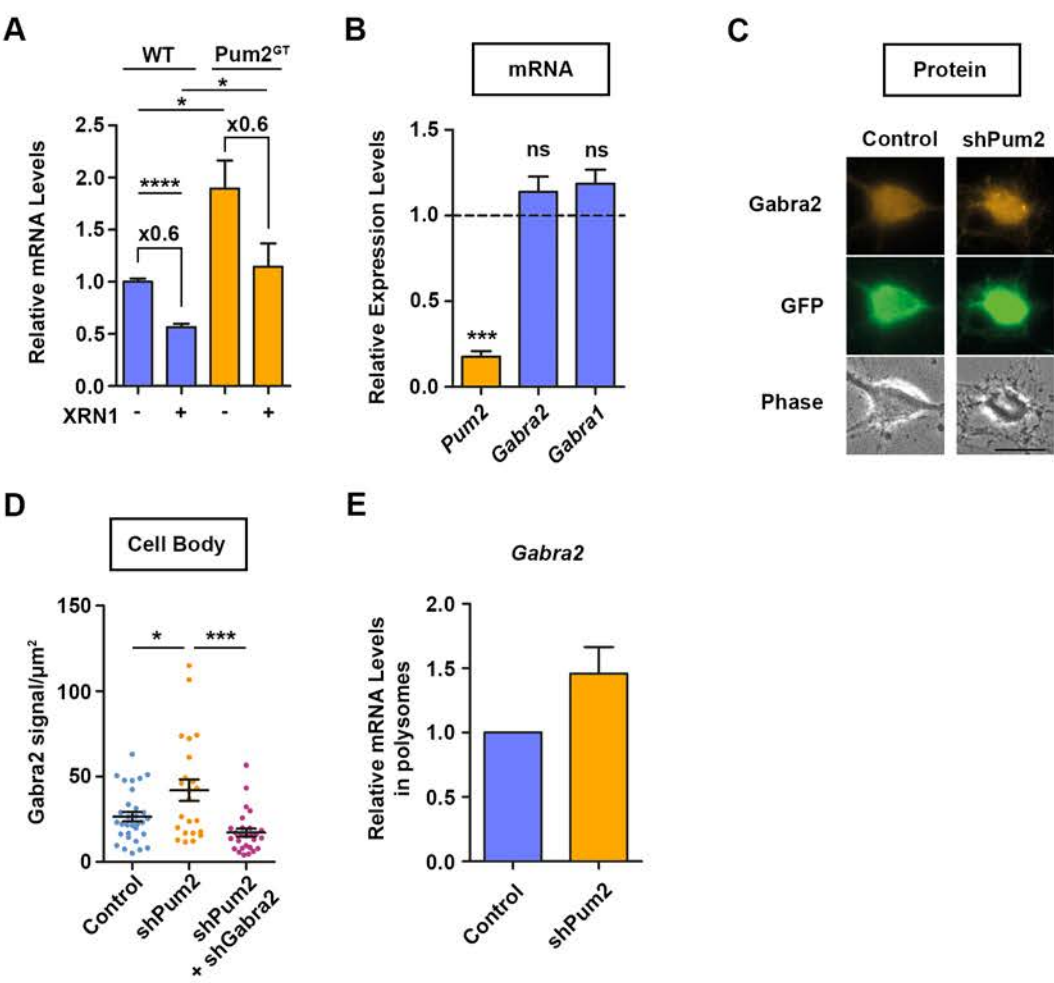 A
WT Pum2GT
*
*
x0.6
****
x0.6
2.5
2.0
1.5
1.0
0.5
0.0
Relative mRNA Levels
XRN1 - + - +
B
mRNA
1.5
1.0
0.5
0.0
Relative Expression Levels
ns ns
***
Pum2 Gabra2 Gabra1
C
Protein
Control shPum2
Gabra2
GFP
Phase
D
Cell Body
150
100
50
0
Gabra2 signal/µm²
* ***
Control
shPum2
shPum2
+ shGabra2
E
Gabra2
2.0
1.5
1.0
0.5
0.0
Relative mRNA Levels
in polysomes
Control shPum2